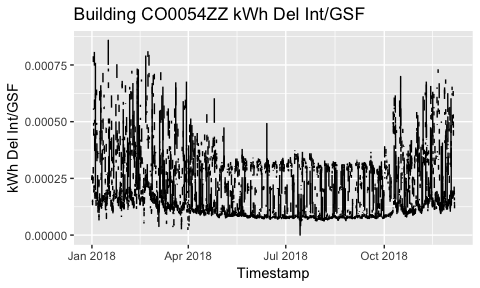 Building CO0054ZZ kWh Del Int/GSF
kWh Del Int/GSF
0.00075
0.00050
0.00025
0.00000
Jan 2018
Apr 2018
Jul 2018
Oct 2018
Timestamp